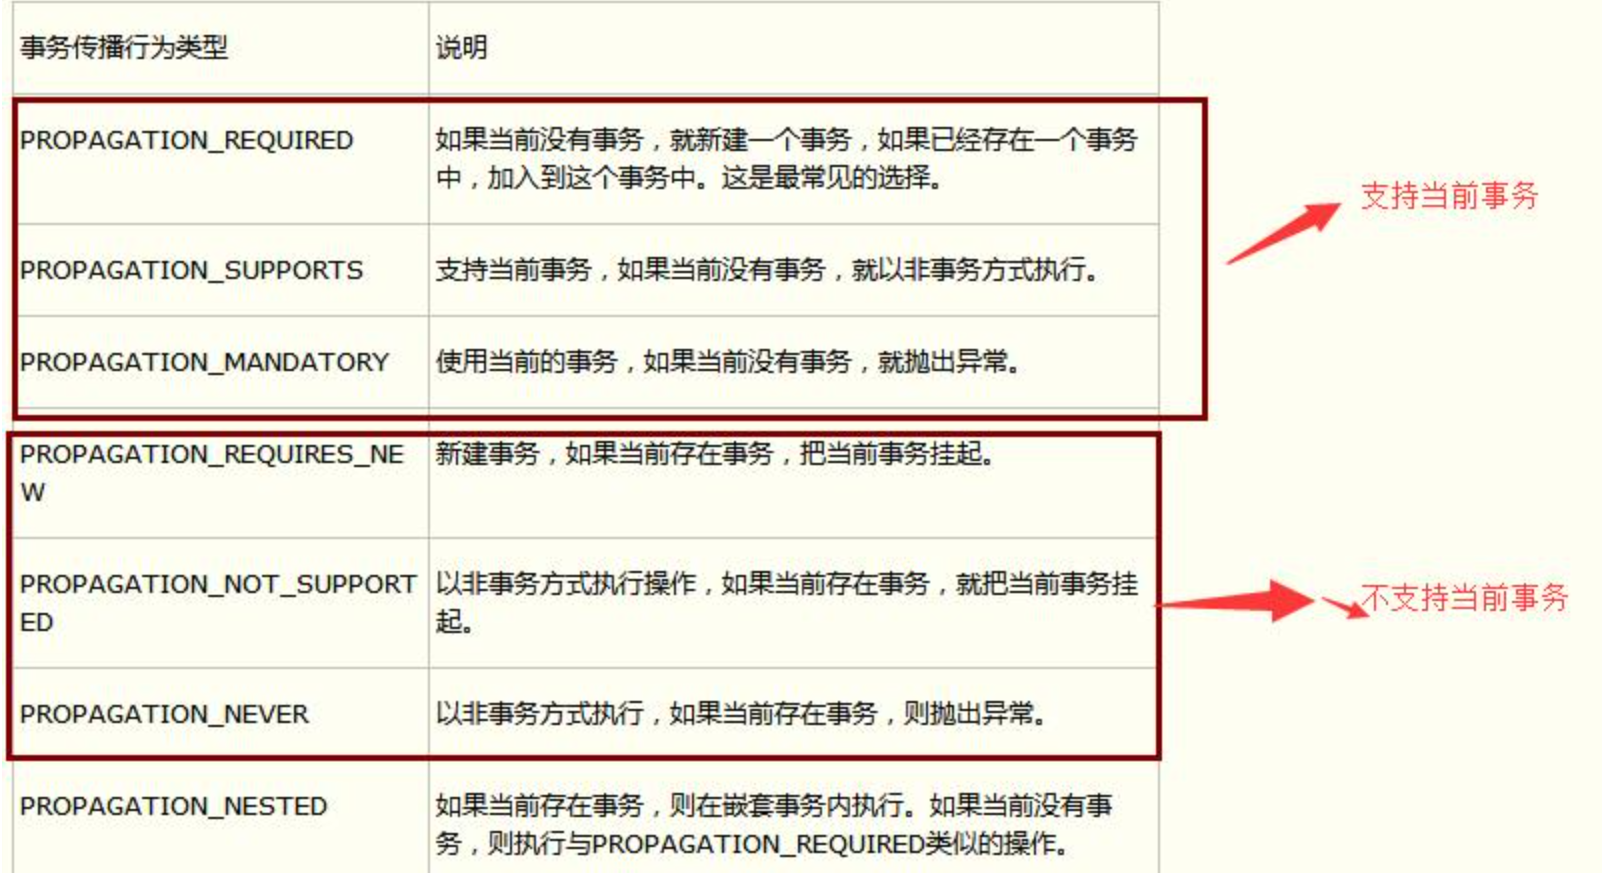 事务传播行为类型
说明
PROPAGATION_REQUIRED
如果当前没有事务，就新建一个事务，如果已经存在一个事务
中，加入到这个事务中。这是最常见的选择。
支持当前事务
PROPAGATION_SUPPORTS
支持当前事务，如果当前没有事务，就以非事务方式执行。
PROPAGATION_MANDATORY
使用当前的事务，如果当前没有事务，就抛出异常。
PROPAGATION_REQUIRES_NE
W
新建事务，如果当前存在事务，把当前事务挂起。
PROPAGATION_NOT_SUPPORT
ED
以非事务方式执行操作，如果当前存在事务，就把当前事务挂
起。
不支持当前事务
PROPAGATION_NEVER
以非事务方式执行，如果当前存在事务，则抛出异常。
PROPAGATION_NESTED
如果当前存在事务，则在嵌套事务内执行。如果当前没有事
务，则执行与PROPAGATION_REQUIRED类似的操作。